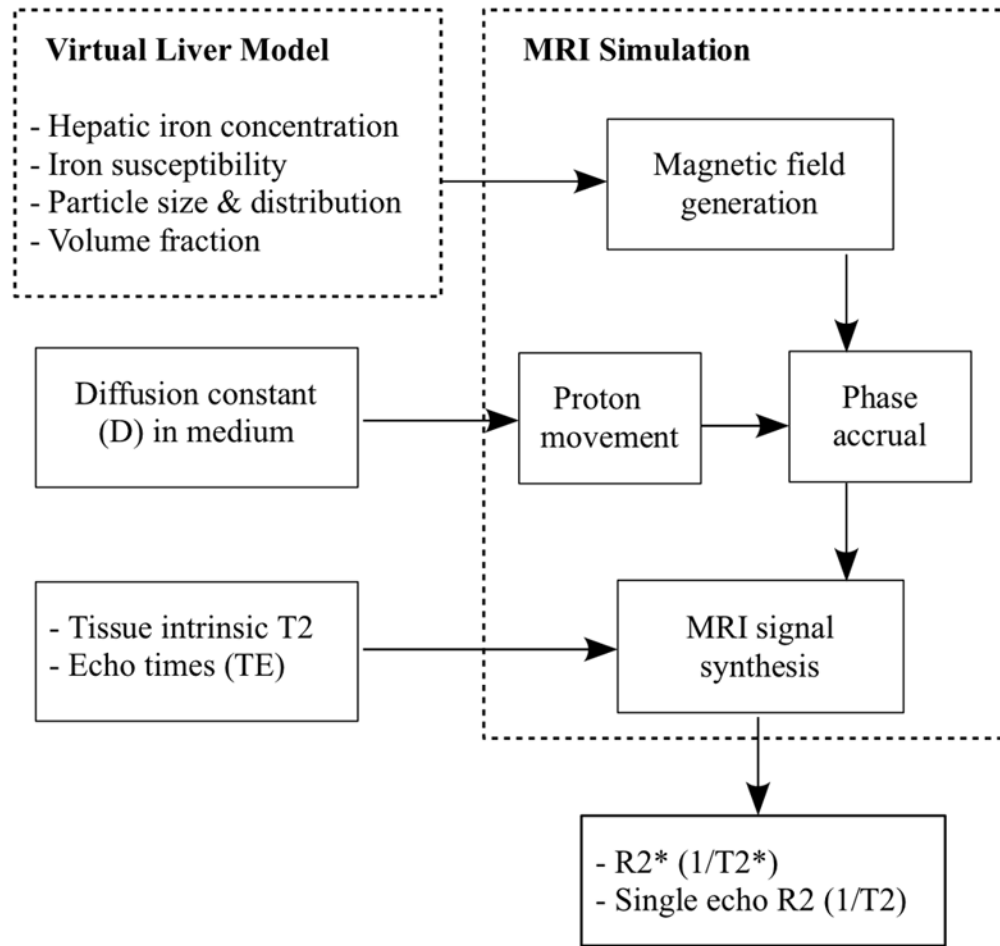 Virtual Liver Model
- Hepatic iron concentration
- Iron susceptibility
- Particle size & distribution
- Volume fraction
MRI Simulation
Magnetic field
generation
Diffusion constant
(D) in medium
Proton
movement
Phase
accrual
- Tissue intrinsic T2
- Echo times (TE)
MRI signal
synthesis
- R2* (1/T2*)
- Single echo R2 (1/T2)